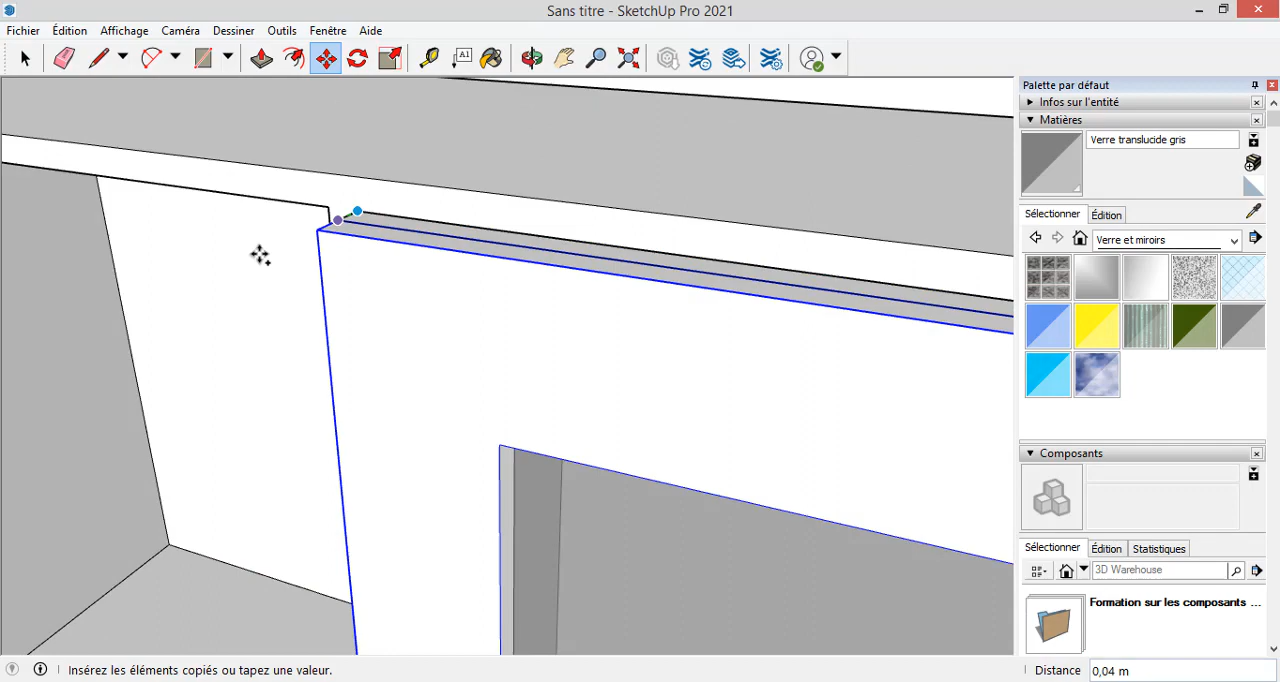 Sans titre - SketchUp Pro 2021
Fichier Édition Affichage Caméra Dessiner Outils Fenêtre Aide
A1
Palette par défaut
Infos sur l'entité
Matières
Verre translucide gris
Sélectionner Édition
Verre et miroirs
Composants
Sélectionner Édition Statistiques
3D Warehouse
Formation sur les composants ...
Insérez les éléments copiés ou tapez une valeur.
Distance 0,04 m